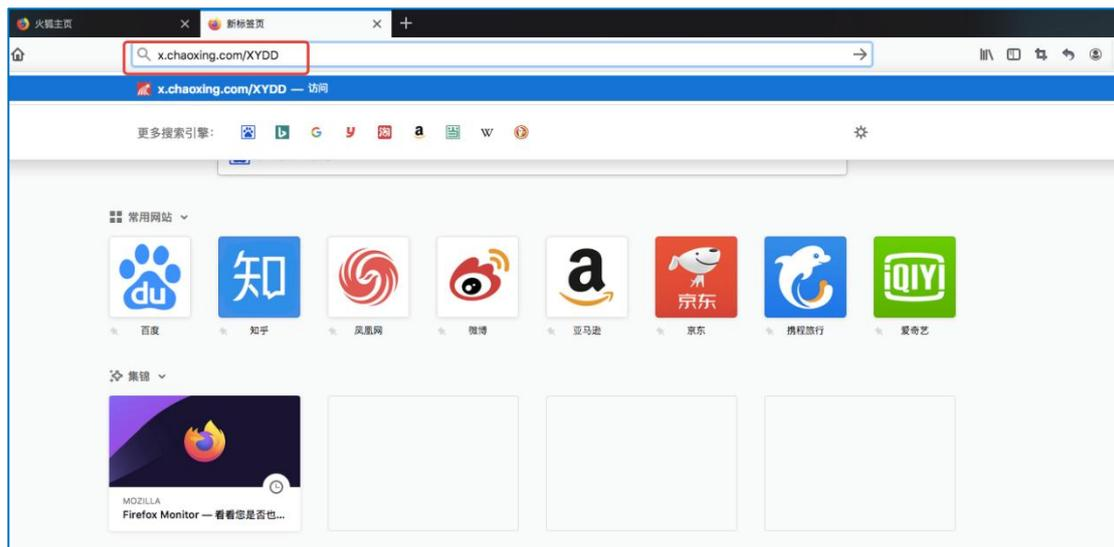 火狐主页
新标签页
x.chaoxing.com/XYDD
x.chaoxing.com/XYDD — 访问
更多搜索引擎：
常用网站
du
知
a
京东
iQIYI
百度
知乎
凤凰网
微博
亚马逊
京东
携程旅行
爱奇艺
集锦
MOZILLA
Firefox Monitor — 看看您是否也...